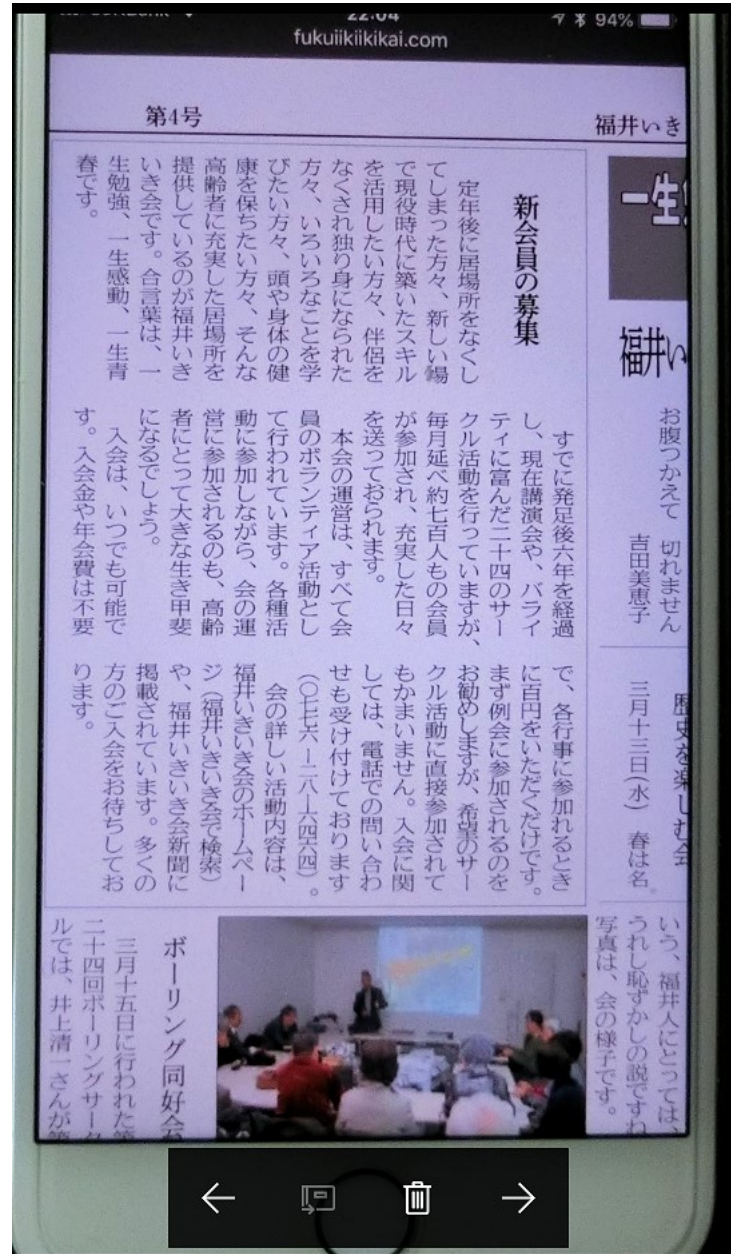 22:04
94%
fukuiikiikikai.com
第4号
福井いき
福井い
お腹つかえて 切れません
吉田美恵子
歴史を楽しむ会
三月十三日(水) 春は名
いう、福井人にとっては、
うれし恥ずかしの説ですね
写真は、会の様子です。
新会員の募集
定年後に居場所をなくし
てしまった方々、新しい場
で現役時代に築いたスキル
を活用したい方々、伴侶を
なくされ独り身になられた
方々、いろいろなことを学
びたい方々、頭や身体の健
康を保ちたい方々、そんな
高齢者に充実した居場所を
提供しているのが福井いき
いき会です。合言葉は、一
生勉強、一生感動、一生青
春です。
すでに発足後六年を経過
し、現在講演会や、バライ
ティに富んだ二十四のサー
クル活動を行っていますが、
毎月延べ約七百人もの会員
が参加され、充実した日々
を送っておられます。
本会の運営は、すべて会
員のボランティア活動とし
て行われています。各種活
動に参加しながら、会の運
営に参加されるのも、高齢
者にとって大きな生き甲斐
になるでしょう。
入会は、いつでも可能で
す。入会金や年会費は不要
で、各行事に参加れるとき
に百円をいただくだけです。
まず例会に参加されるのを
お勧めしますが、希望のサー
クル活動に直接参加されて
もかまいません。入会に関
しては、電話での問い合わ
せも受け付けております
(〇七七六ー二八ー六四六四)。
会の詳しい活動内容は、
福井いきいき会のホームペー
ジ(福井いきいき会で検索)
や、福井いきいき会新聞に
掲載されています。多くの
方のご入会をお待ちしてお
ります。
ボーリング同好会
三月十五日に行われた第
二十四回ボーリングサーク
ルでは、井上清一さんが